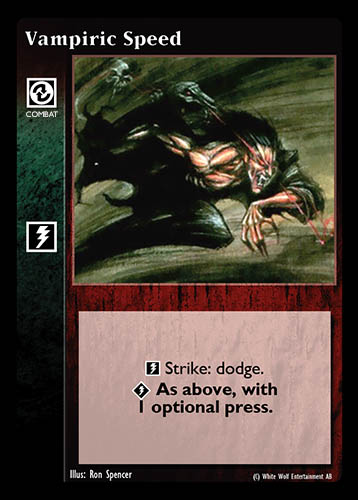 Vampiric Speed
COMBAT
Strike: dodge.
As above, with
1 optional press.
Illus: Ron Spencer
(C) White Wolf Entertainment AB